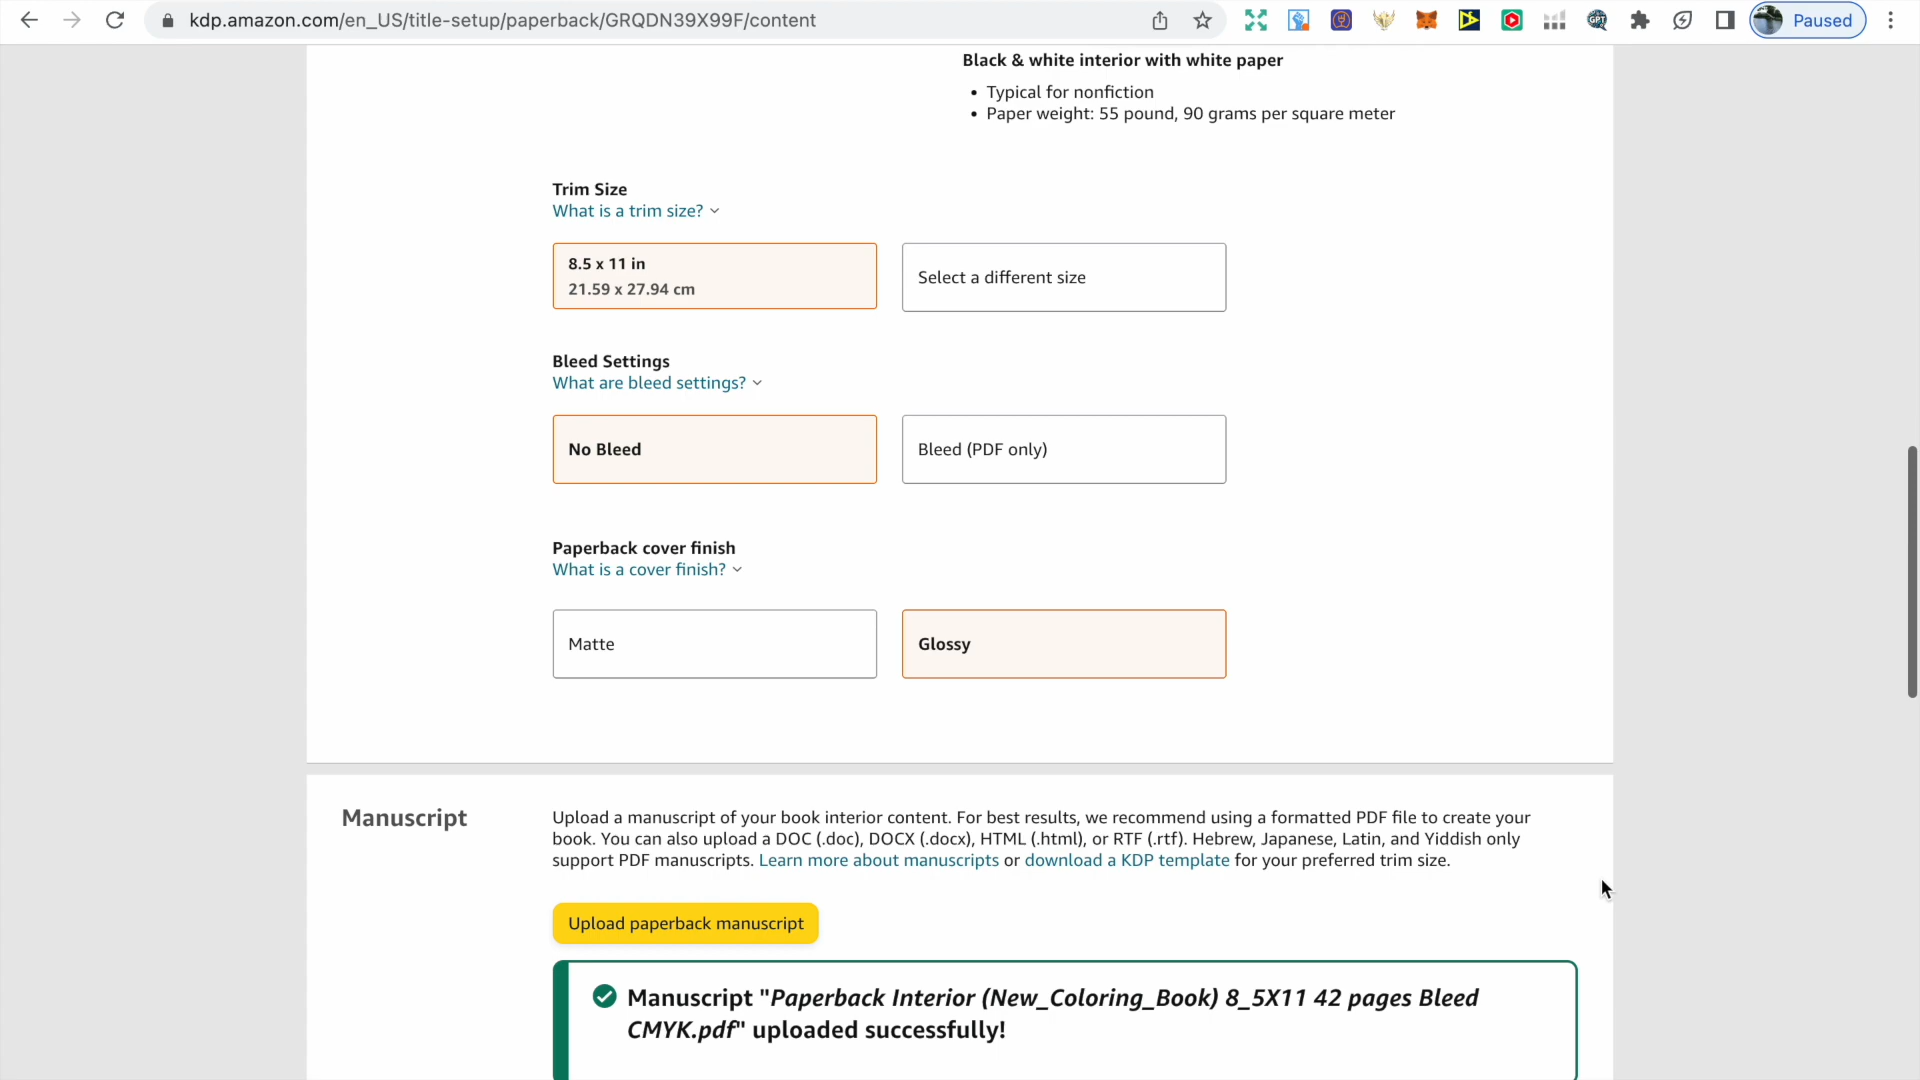 kdp.amazon.com/en_US/title-setup/paperback/GRQDN39X99F/content
GPT
Paused
Black & white interior with white paper
• Typical for nonfiction
• Paper weight: 55 pound, 90 grams per square meter
Trim Size
What is a trim size?
8.5 x 11 in
21.59 x 27.94 cm
Select a different size
Bleed Settings
What are bleed settings?
No Bleed
Bleed (PDF only)
Paperback cover finish
What is a cover finish?
Matte
Glossy
Manuscript
Upload a manuscript of your book interior content. For best results, we recommend using a formatted PDF file to create your
book. You can also upload a DOC (.doc), DOCX (.docx), HTML (.html), or RTF (.rtf). Hebrew, Japanese, Latin, and Yiddish only
support PDF manuscripts. Learn more about manuscripts or download a KDP template for your preferred trim size.
Upload paperback manuscript
Manuscript "Paperback Interior (New_Coloring_Book) 8_5X11 42 pages Bleed
CMYK.pdf" uploaded successfully!